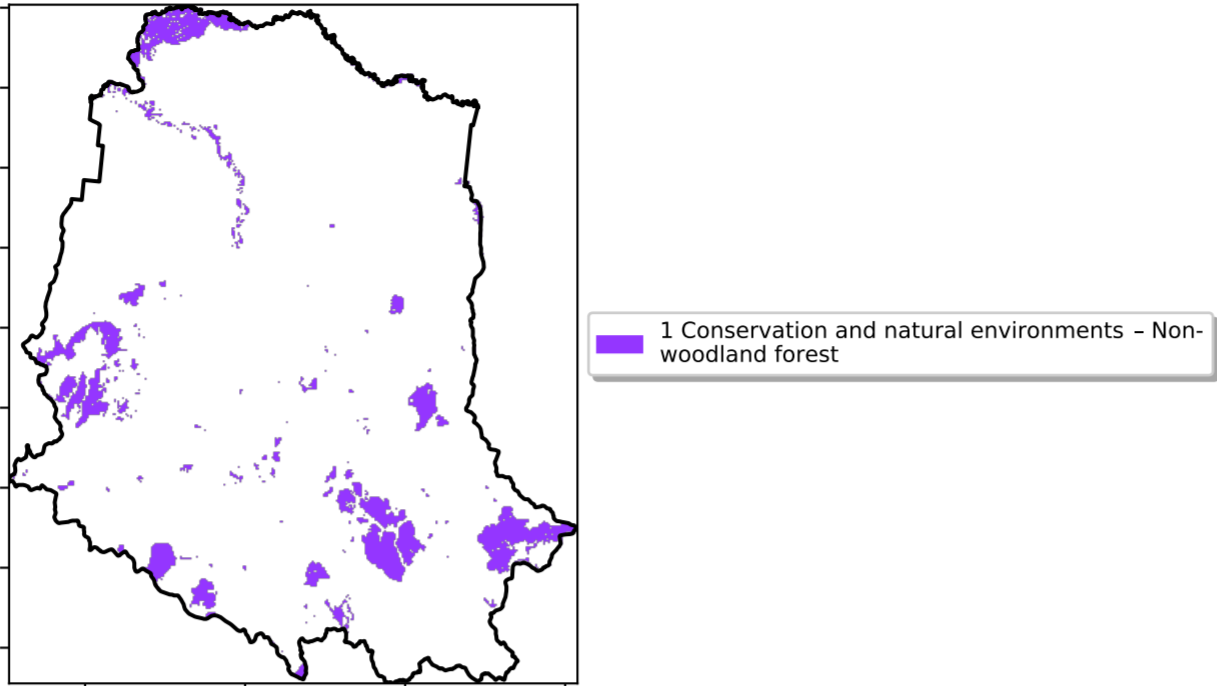 1 Conservation and natural environments – Non-
woodland forest